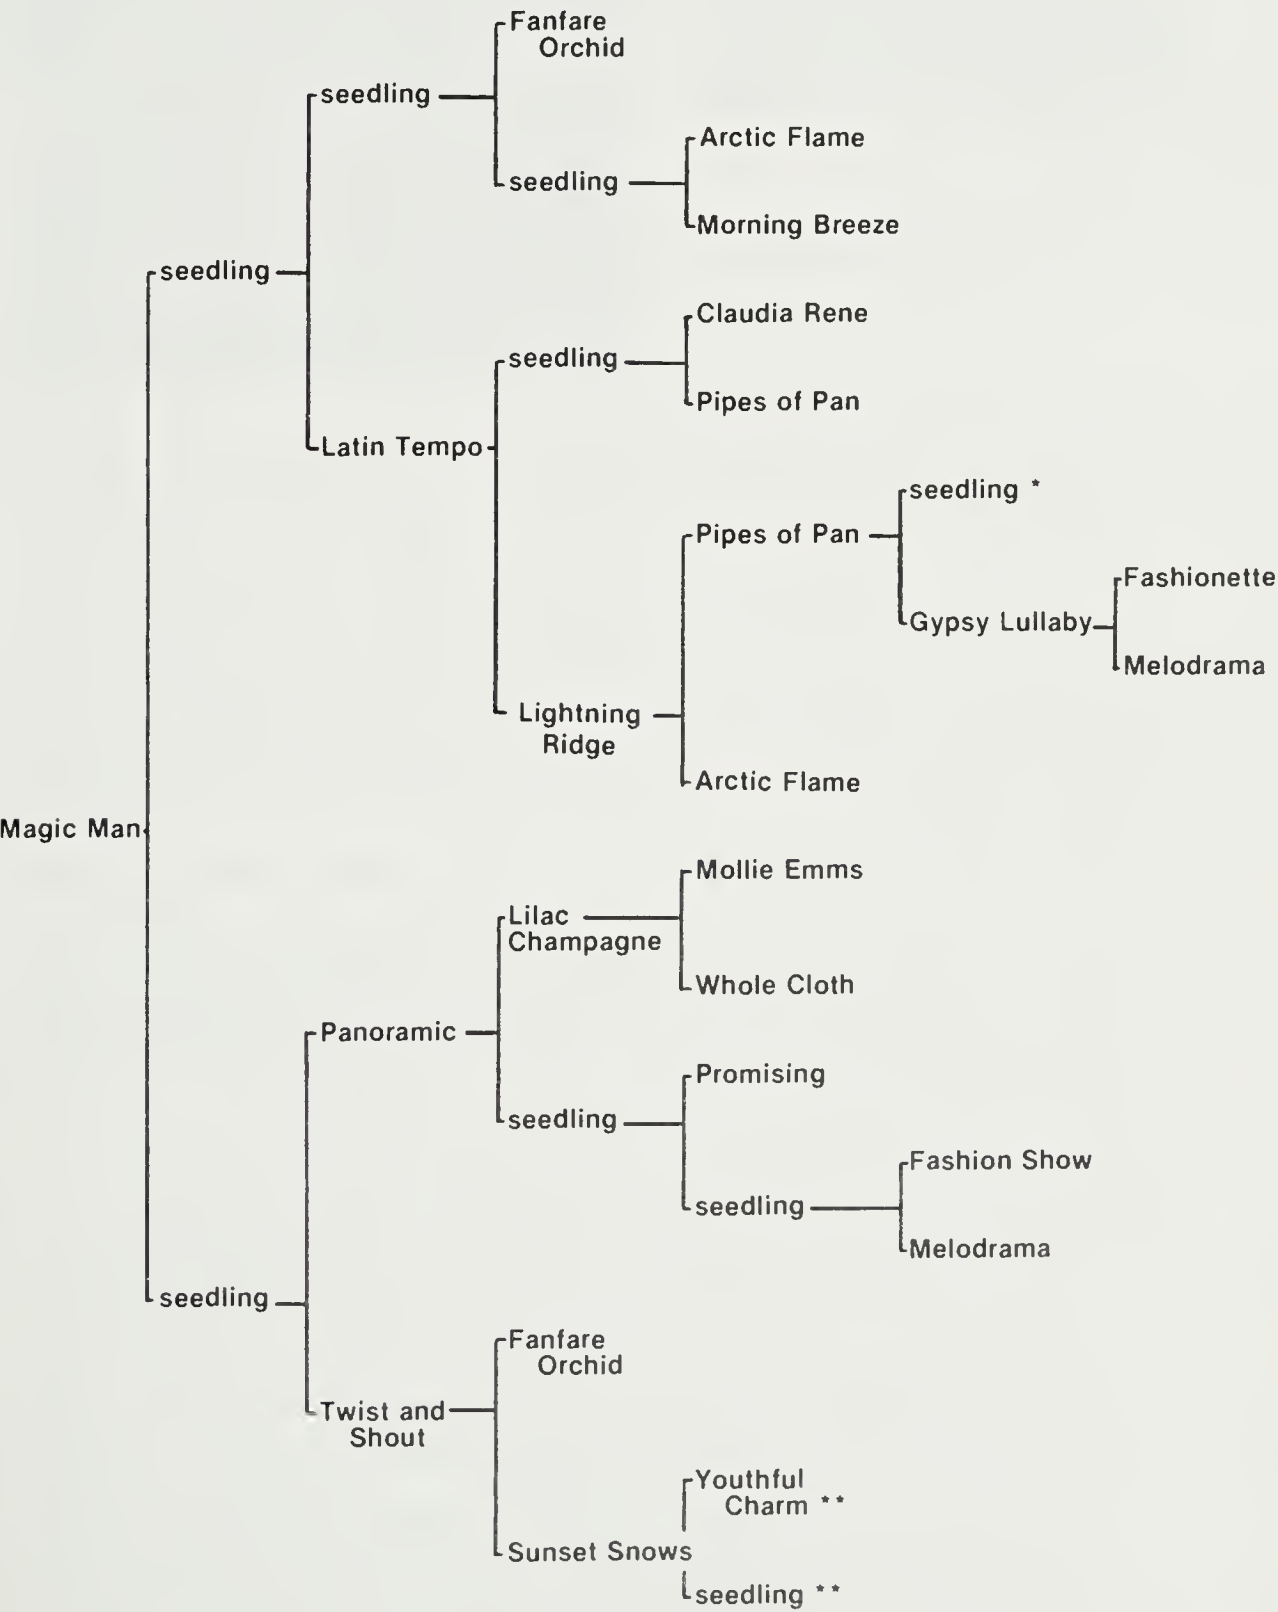 Fanfare
Orchid
seedling
Arctic Flame
seedling
Morning Breeze
seedling
Claudia Rene
seedling
Pipes of Pan
Latin Tempo
seedling *
Pipes of Pan
Fashionette
Gypsy Lullaby
Melodrama
Lightning
Ridge
Arctic Flame
Magic Man
Mollie Emms
Lilac
Champagne
Whole Cloth
Panoramic
Promising
seedling
Fashion Show
seedling
Melodrama
seedling
Fanfare
Orchid
Twist and
Shout
Youthful
Charm **
Sunset Snows
seedling **